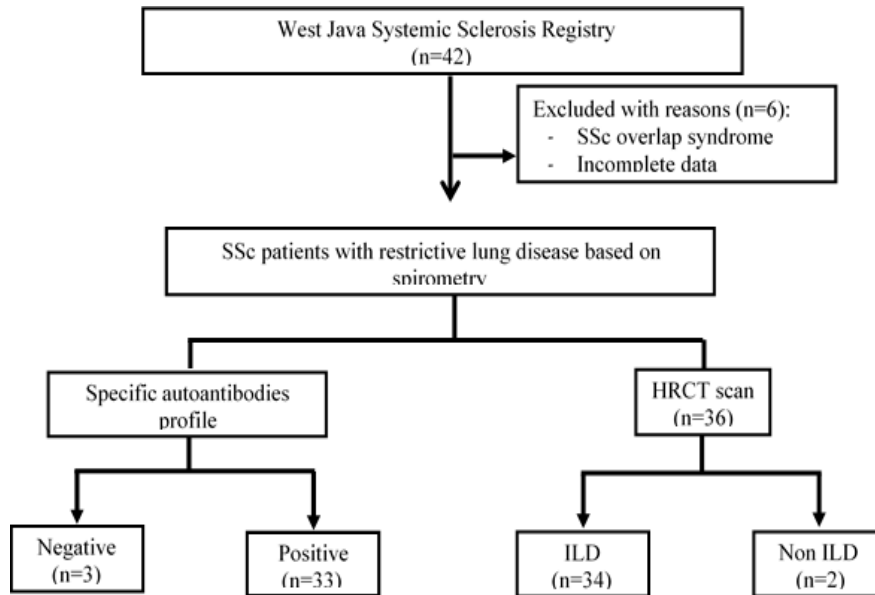 West Java Systemic Sclerosis Registry
(n=42)
Excluded with reasons (n=6):
- SSc overlap syndrome
- Incomplete data
SSc patients with restrictive lung disease based on
spirometry
Specific autoantibodies
profile
HRCT scan
(n=36)
Negative
(n=3)
Positive
(n=33)
ILD
(n=34)
Non ILD
(n=2)